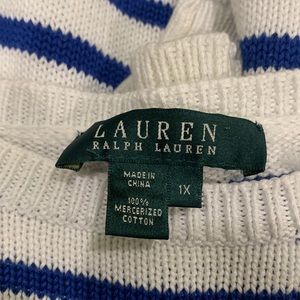 LAUREN
RALPH LAUREN
MADE IN
CHINA
1X
100%
MERCERIZED
COTTON